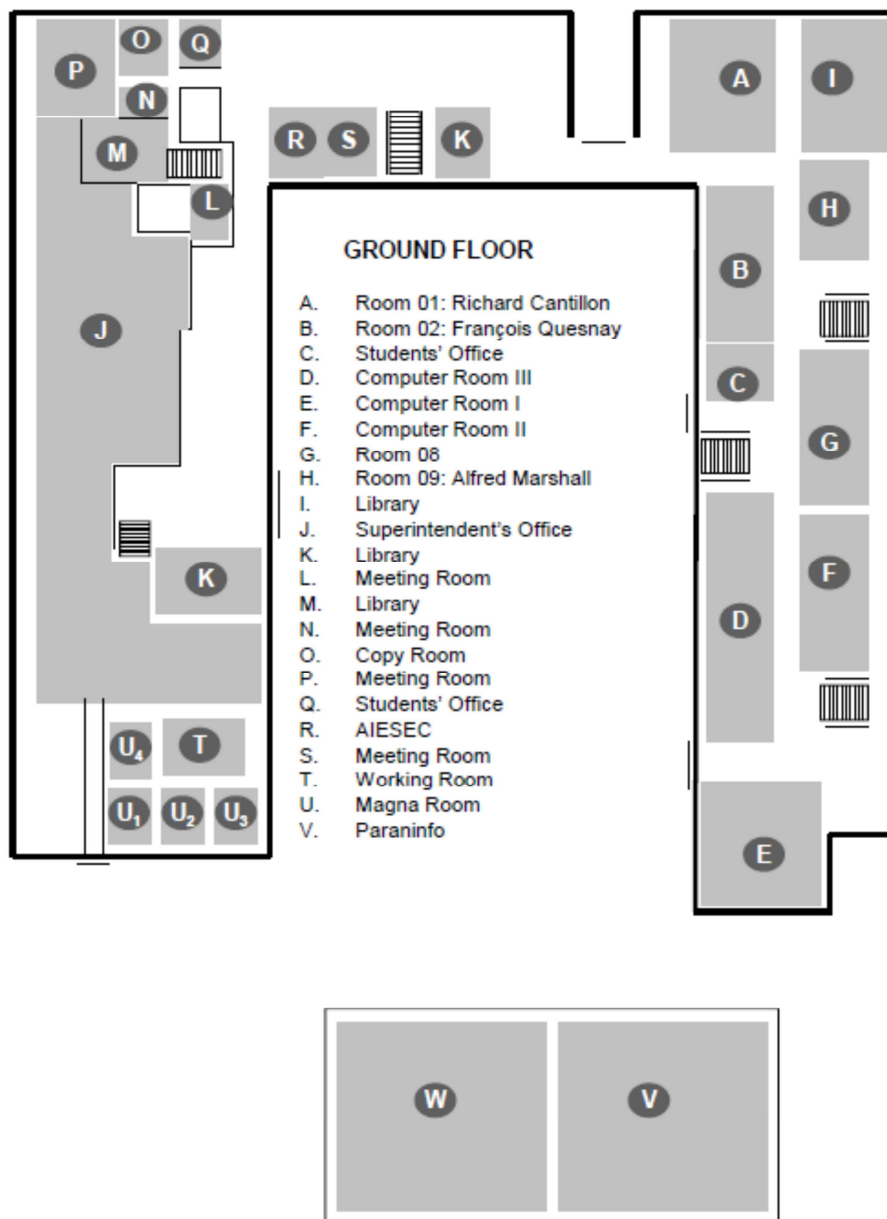 O
Q
P
N
A
I
M
R
S
K
L
H
GROUND FLOOR
A. Room 01: Richard Cantillon
B. Room 02: François Quesnay
C. Students' Office
D. Computer Room III
E. Computer Room I
F. Computer Room II
G. Room 08
H. Room 09: Alfred Marshall
I. Library
J. Superintendent's Office
K. Library
L. Meeting Room
M. Library
N. Meeting Room
O. Copy Room
P. Meeting Room
Q. Students' Office
R. AIESEC
S. Meeting Room
T. Working Room
U. Magna Room
V. Paraninfo
B
J
C
G
K
F
D
U4
T
U1
U2
U3
E
W
V